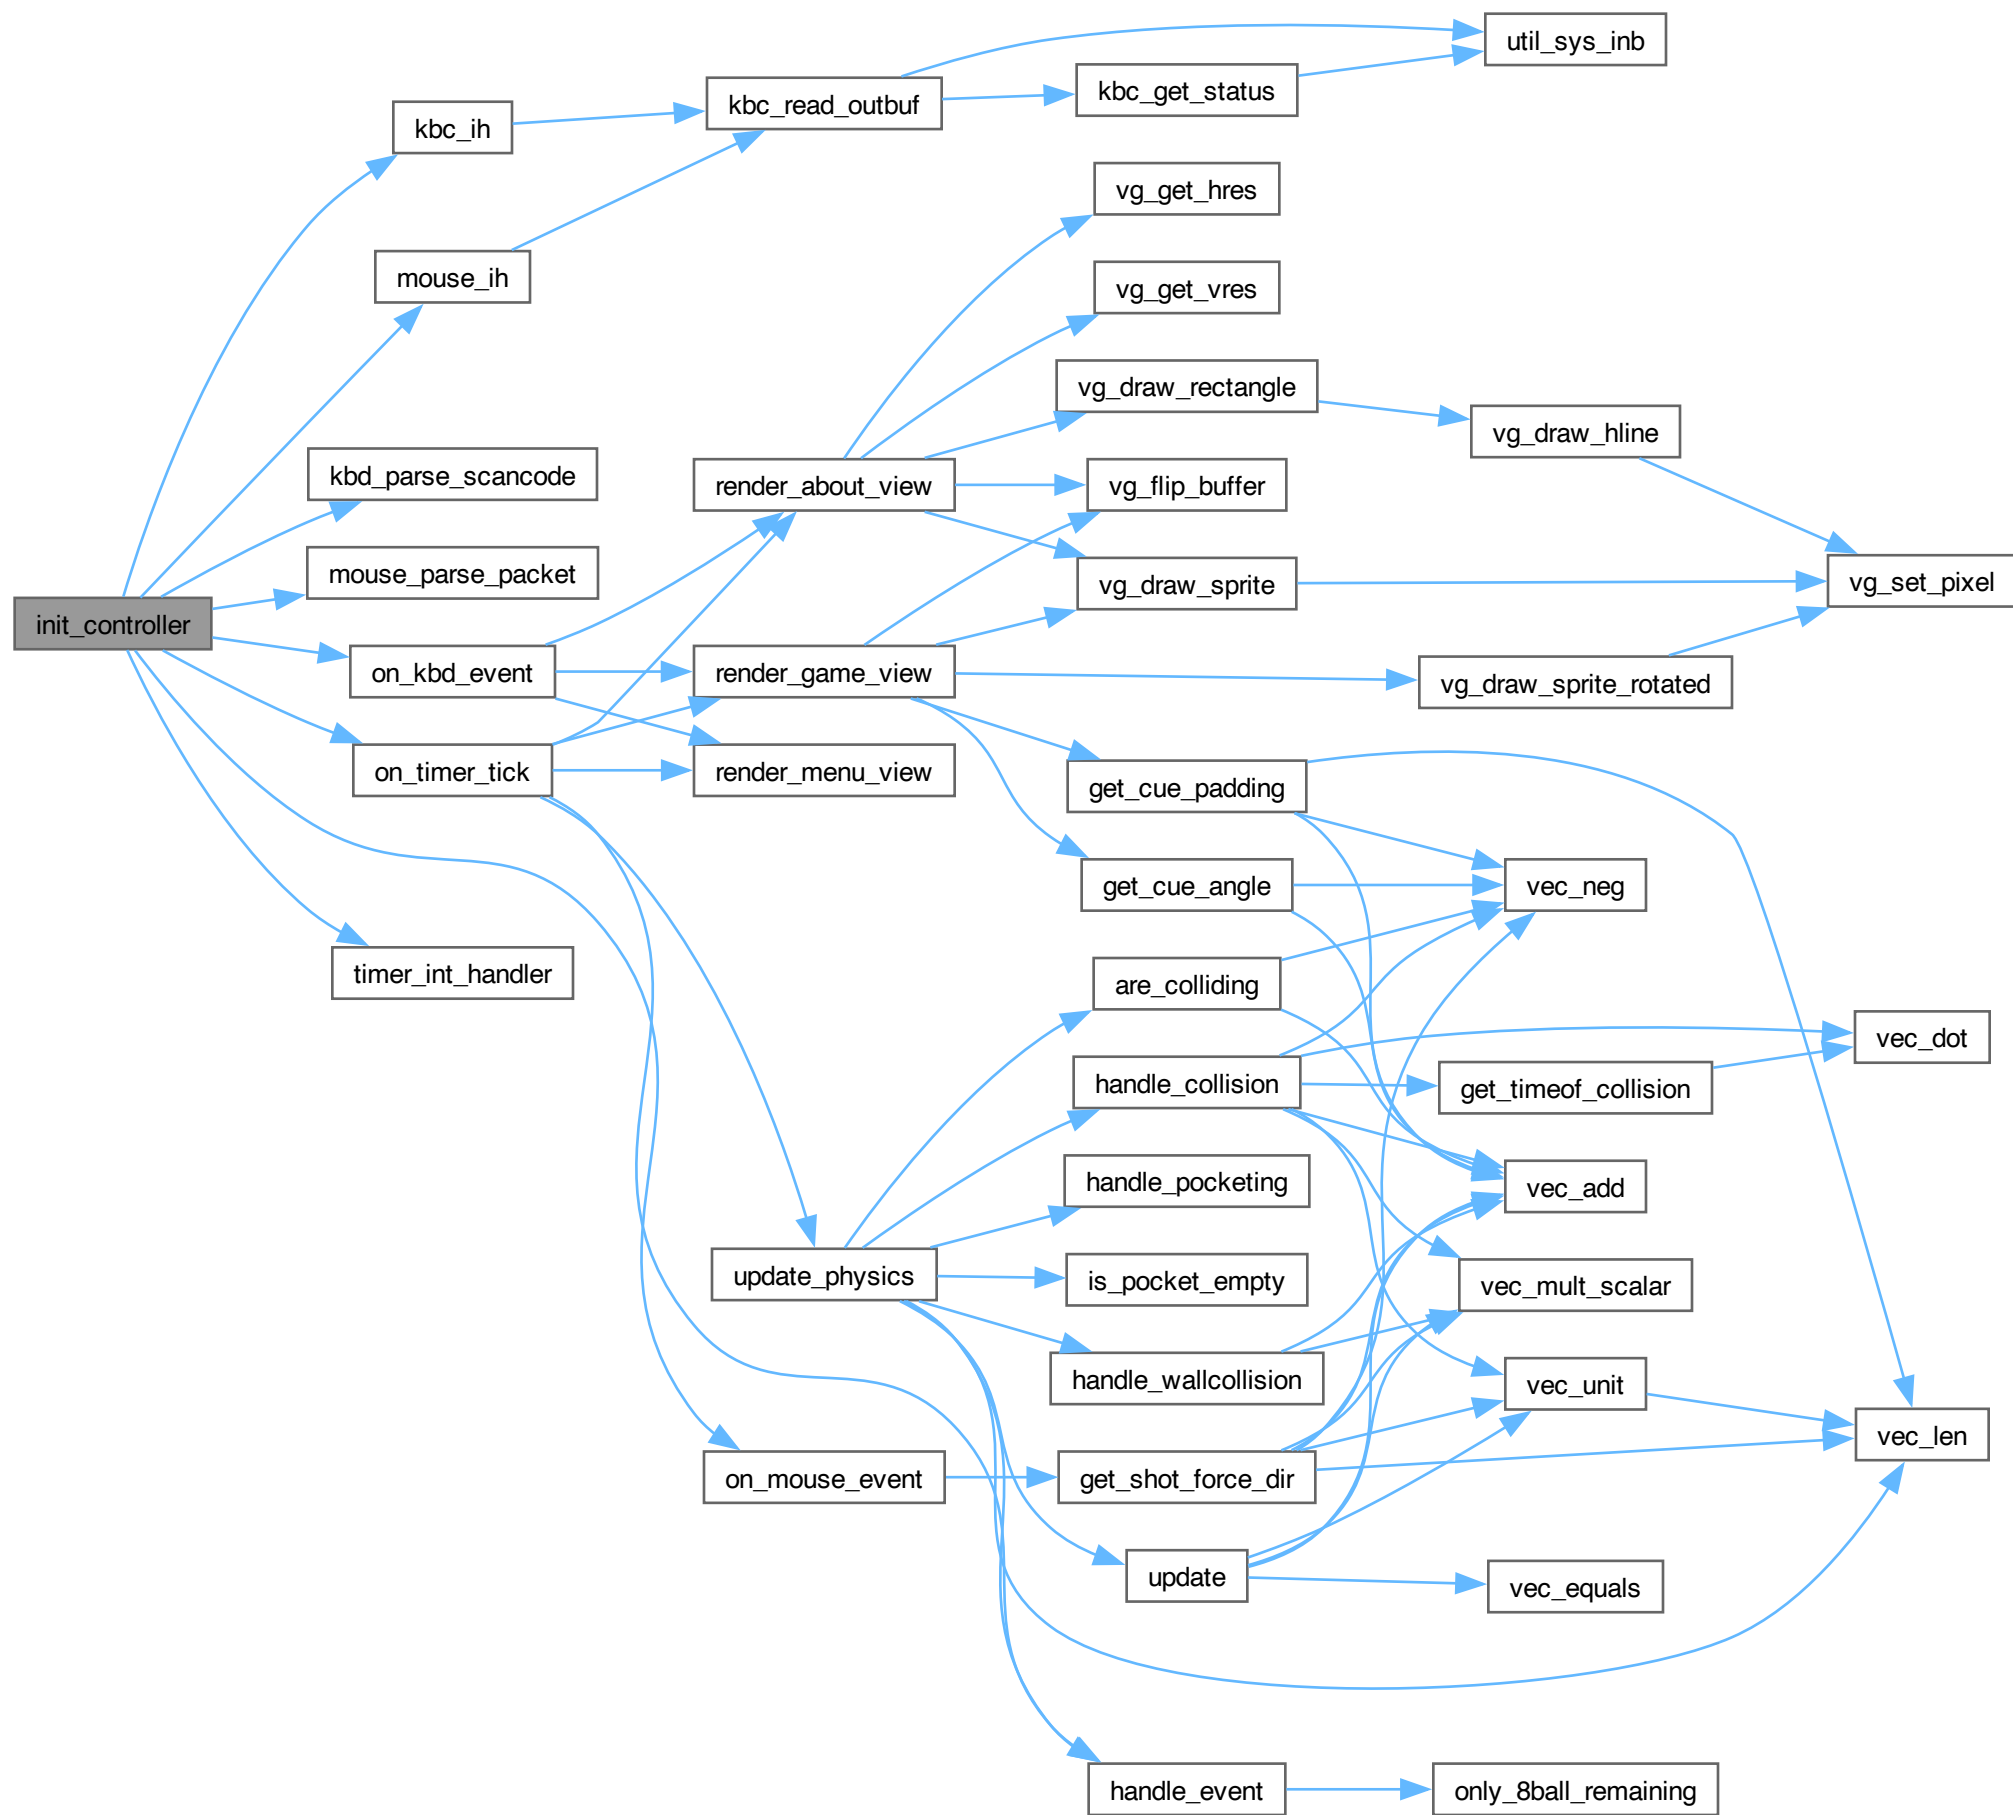 util_sys_inb
kbc_read_outbuf
kbc_get_status
kbc_ih
vg_get_hres
mouse_ih
vg_get_vres
vg_draw_rectangle
vg_draw_hline
kbd_parse_scancode
render_about_view
vg_flip_buffer
mouse_parse_packet
vg_draw_sprite
vg_set_pixel
init_controller
on_kbd_event
render_game_view
vg_draw_sprite_rotated
on_timer_tick
render_menu_view
get_cue_padding
get_cue_angle
vec_neg
timer_int_handler
are_colliding
vec_dot
handle_collision
get_timeof_collision
handle_pocketing
vec_add
update_physics
is_pocket_empty
vec_mult_scalar
handle_wallcollision
vec_unit
vec_len
on_mouse_event
get_shot_force_dir
update
vec_equals
handle_event
only_8ball_remaining